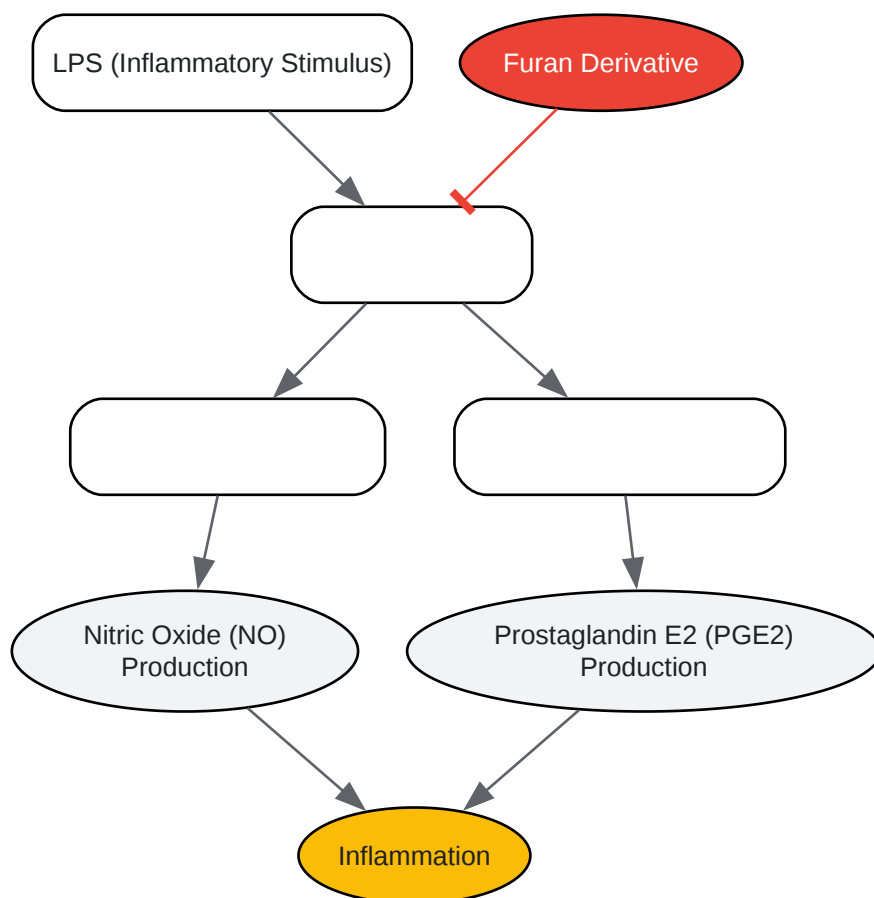 LPS (Inflammatory Stimulus)
Furan Derivative
Nitric Oxide (NO)
Production
Prostaglandin E2 (PGE2)
Production
Inflammation